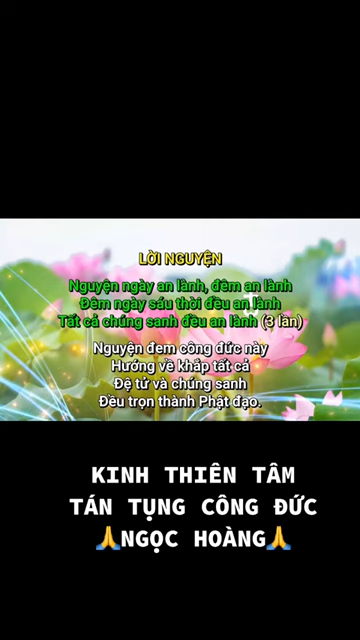 LỜI NGUYỆN
Nguyện ngày an lành, đêm an lành
Đêm ngày sáu thời đều an lành
Tất cả chúng sanh đều an lành (3 lần)
Nguyện đem công đức này
Hướng về khắp tất cả
Đệ tử và chúng sanh
Đều trọn thành Phật đạo.
KINH THIÊN TÂM
TÁN TỤNG CÔNG ĐỨC
🙏NGỌC HOÀNG🙏